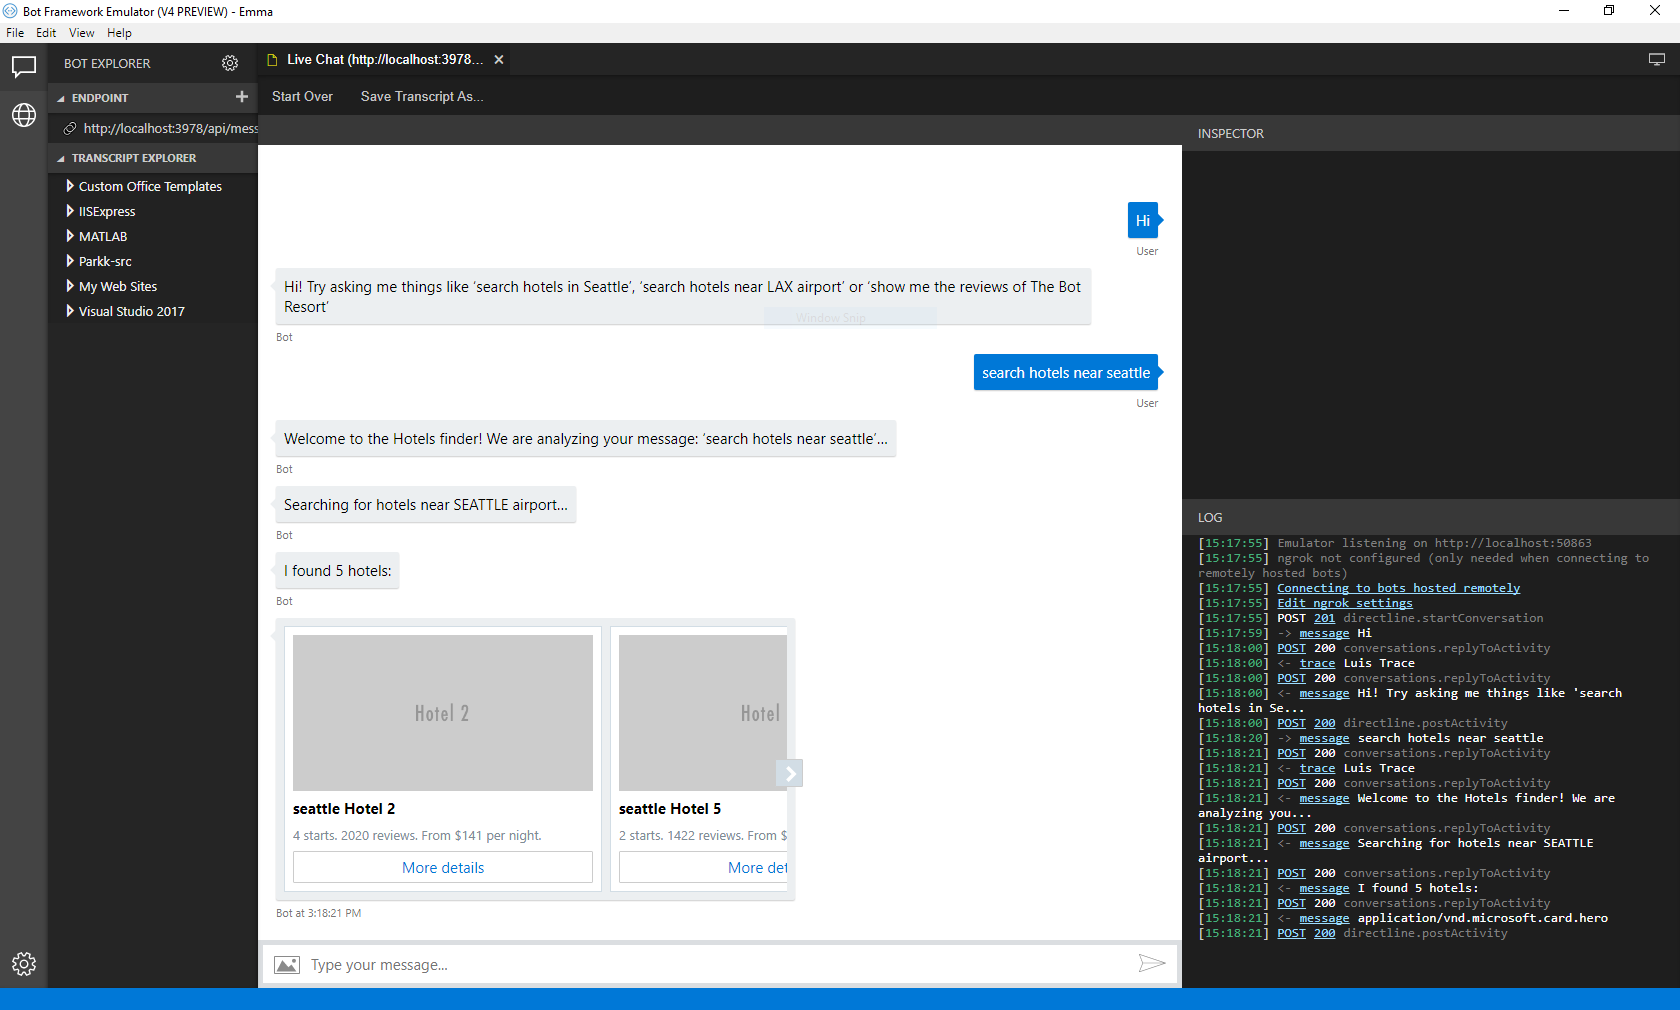 Bot Framework Emulator (V4 PREVIEW) - Emma
File Edit View Help
BOT EXPLORER
ENDPOINT
http://localhost:3978/api/mess
TRANSCRIPT EXPLORER
Custom Office Templates
IISExpress
MATLAB
Parkk-src
My Web Sites
Visual Studio 2017
Live Chat (http://localhost:3978...
Start Over Save Transcript As...
Hi
User
Hi! Try asking me things like ‘search hotels in Seattle’, ‘search hotels near LAX airport’ or ‘show me the reviews of The Bot
Resort’
Window Snip
Bot
search hotels near seattle
User
Welcome to the Hotels finder! We are analyzing your message: ‘search hotels near seattle’...
Bot
Searching for hotels near SEATTLE airport...
Bot
I found 5 hotels:
Bot
Hotel 2
seattle Hotel 2
4 starts. 2020 reviews. From $141 per night.
More details
Hotel
seattle Hotel 5
2 starts. 1422 reviews. From $
More det
Bot at 3:18:21 PM
Type your message...
INSPECTOR
LOG
[15:17:55] Emulator listening on http://localhost:50863
[15:17:55] ngrok not configured (only needed when connecting to
remotely hosted bots)
[15:17:55] Connecting to bots hosted remotely
[15:17:55] Edit ngrok settings
[15:17:55] POST 201 directline.startConversation
[15:17:59] -> message Hi
[15:18:00] POST 200 conversations.replyToActivity
[15:18:00] <- trace Luis Trace
[15:18:00] POST 200 conversations.replyToActivity
[15:18:00] <- message Hi! Try asking me things like 'search
hotels in Se...
[15:18:00] POST 200 directline.postActivity
[15:18:20] -> message search hotels near seattle
[15:18:21] POST 200 conversations.replyToActivity
[15:18:21] <- trace Luis Trace
[15:18:21] POST 200 conversations.replyToActivity
[15:18:21] <- message Welcome to the Hotels finder! We are
analyzing you...
[15:18:21] POST 200 conversations.replyToActivity
[15:18:21] <- message Searching for hotels near SEATTLE
airport...
[15:18:21] POST 200 conversations.replyToActivity
[15:18:21] <- message I found 5 hotels:
[15:18:21] POST 200 conversations.replyToActivity
[15:18:21] <- message application/vnd.microsoft.card.hero
[15:18:21] POST 200 directline.postActivity